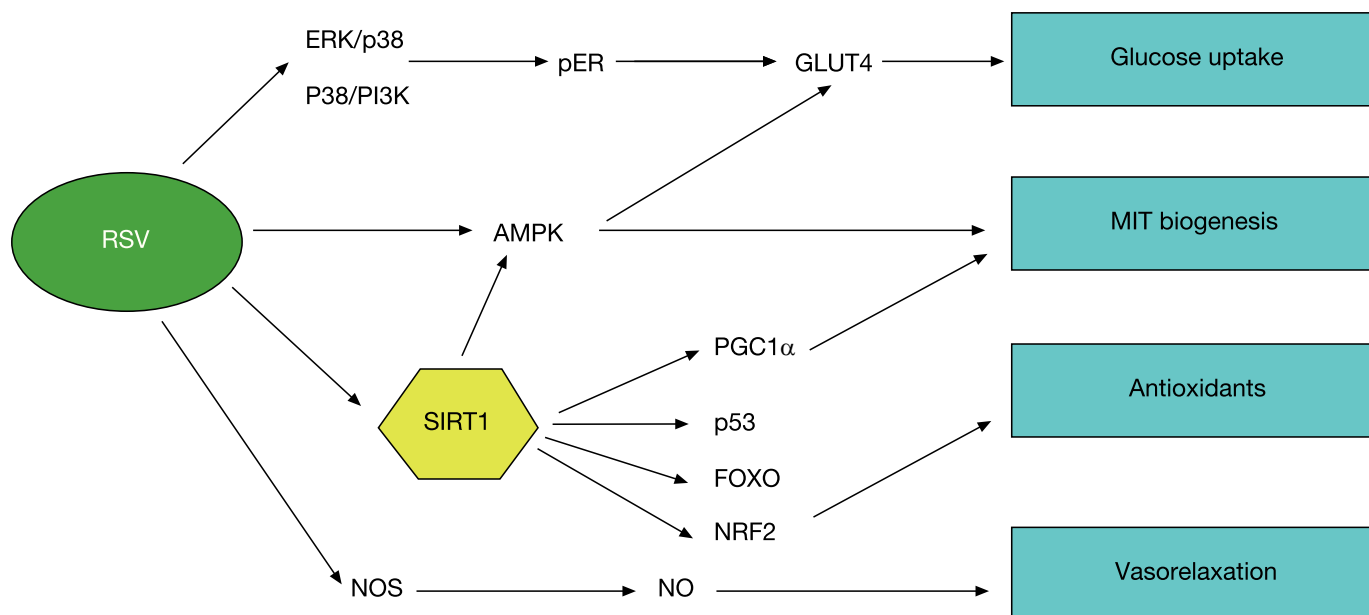 ERK/p38
P38/PI3K
pER
GLUT4
Glucose uptake
RSV
AMPK
MIT biogenesis
SIRT1
PGC1α
p53
FOXO
NRF2
Antioxidants
NOS
NO
Vasorelaxation